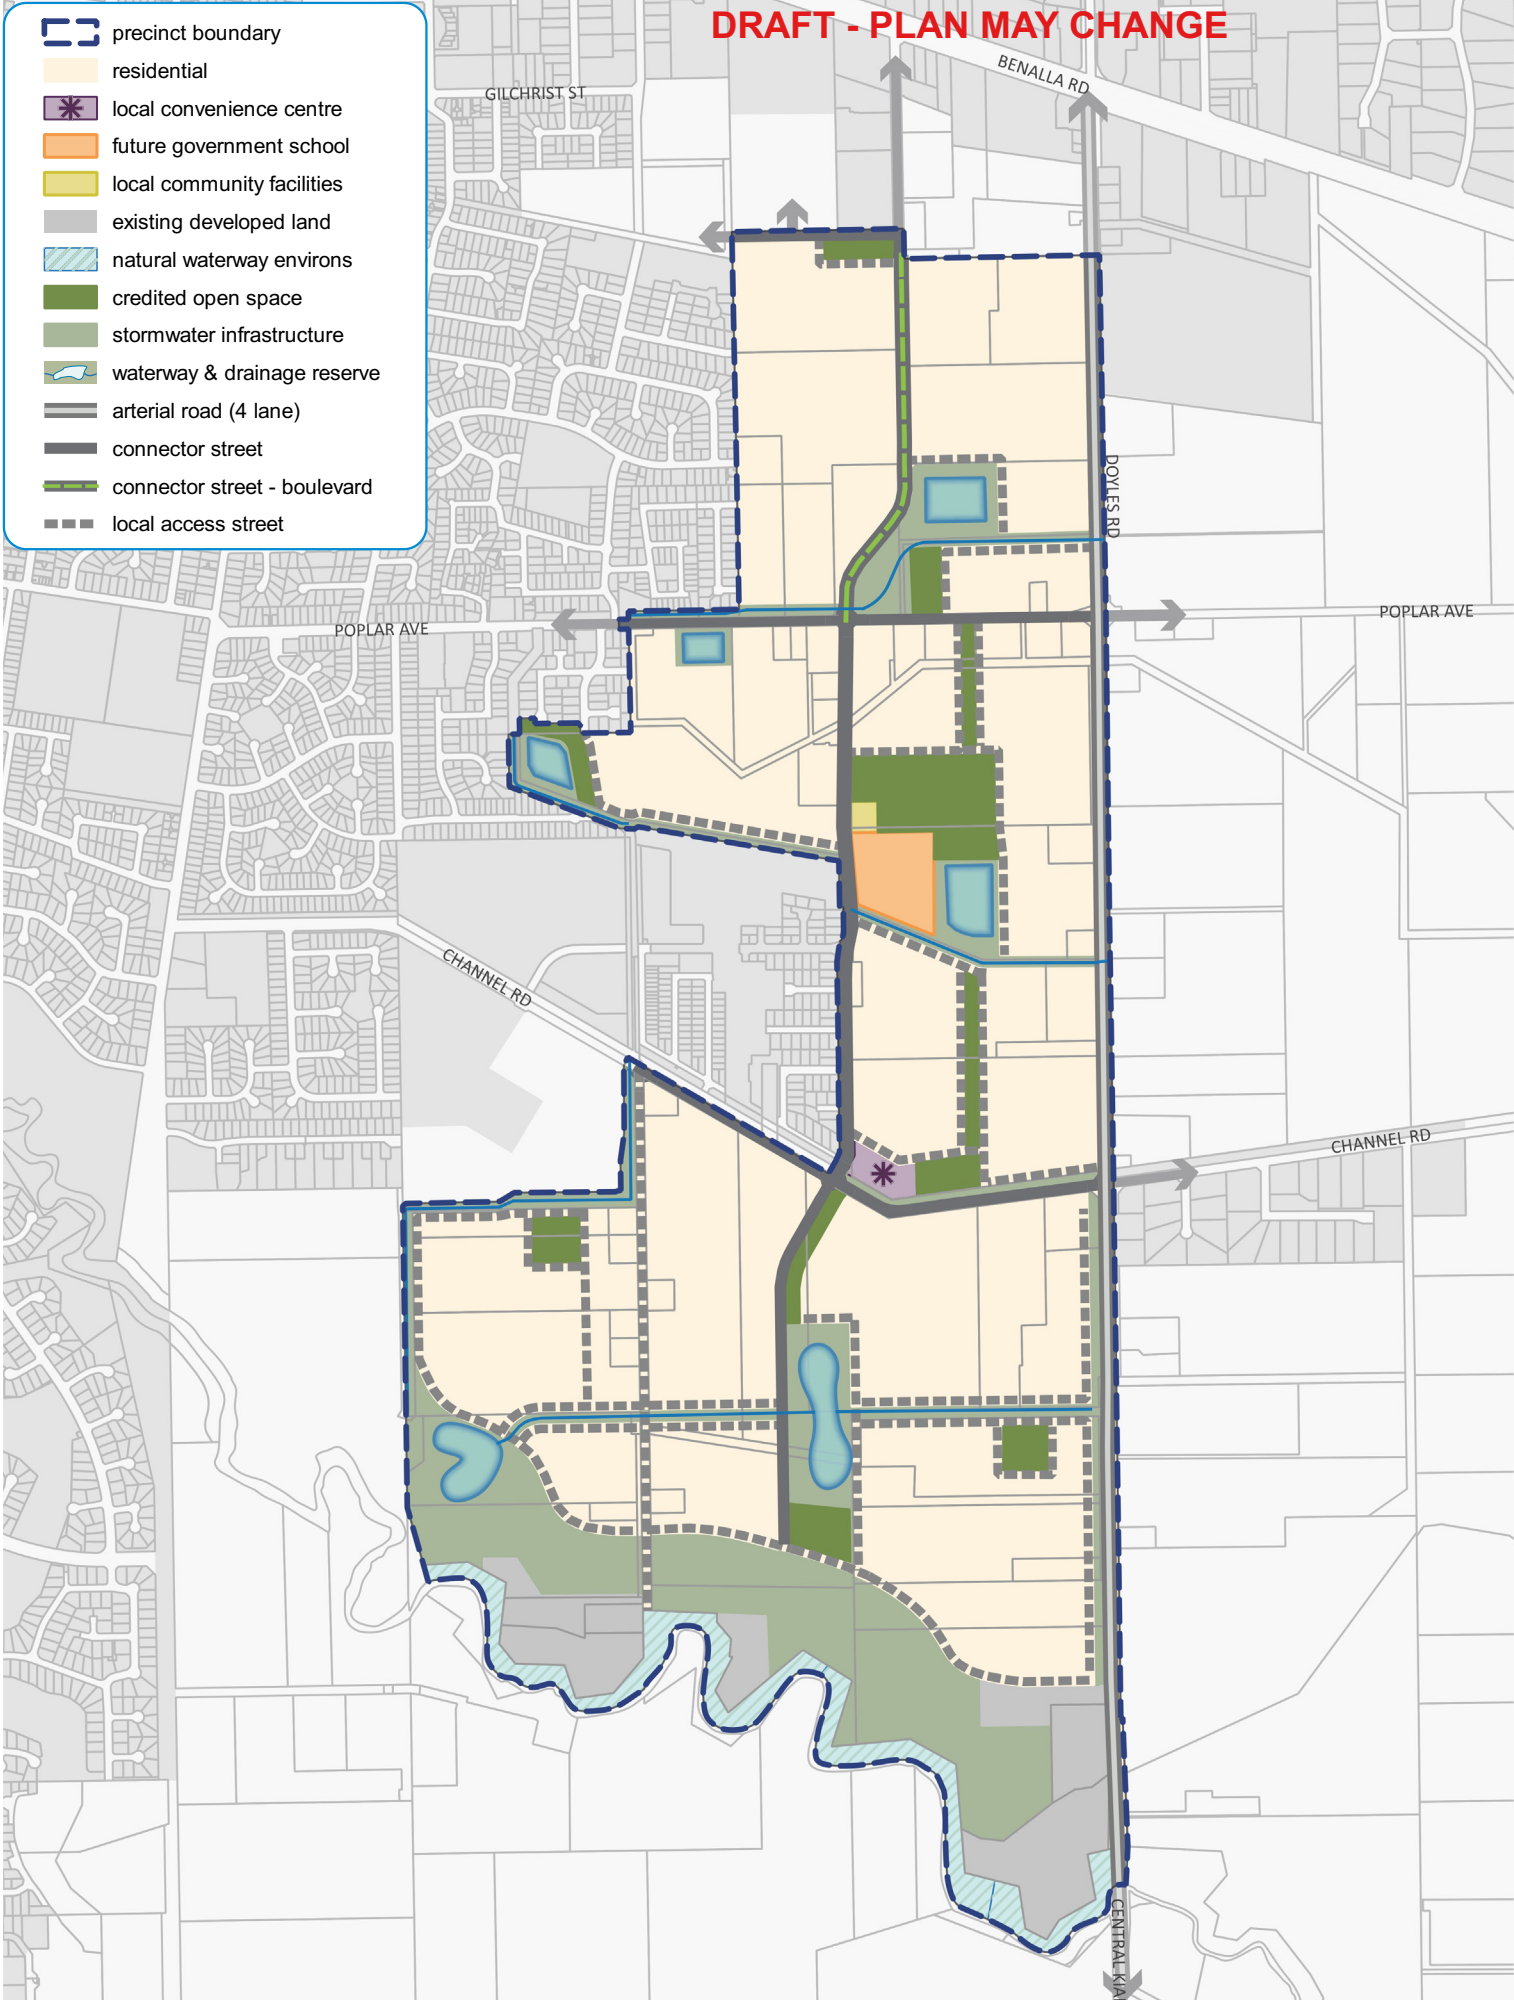 DRAFT - PLAN MAY CHANGE
precinct boundary
residential
local convenience centre
future government school
local community facilities
existing developed land
natural waterway environs
credited open space
stormwater infrastructure
waterway & drainage reserve
arterial road (4 lane)
connector street
connector street - boulevard
local access street
GILCHRIST ST
BENALLA RD
DOYLES RD
POPLAR AVE
POPLAR AVE
CHANNEL RD
CHANNEL RD
CENTRAL